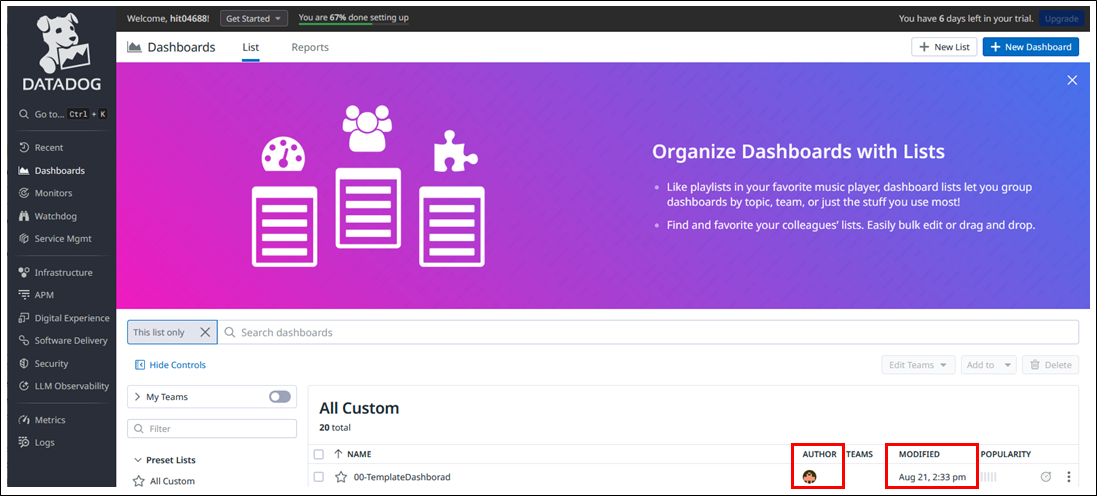 DATADOG
Welcome, hit04688!
Get Started
You are 67% done setting up
You have 6 days left in your trial.
Upgrade
Go to... Ctrl + K
Recent
Dashboards
Monitors
Watchdog
Service Mgmt
Infrastructure
APM
Digital Experience
Software Delivery
Security
LLM Observability
Metrics
Logs
Dashboards
List
Reports
+ New List
+ New Dashboard
Organize Dashboards with Lists
• Like playlists in your favorite music player, dashboard lists let you group
dashboards by topic, team, or just the stuff you use most!
• Find and favorite your colleagues' lists. Easily bulk edit or drag and drop.
This list only
Search dashboards
Hide Controls
Edit Teams
Add to
Delete
My Teams
Filter
Preset Lists
All Custom
All Custom
20 total
NAME
AUTHOR
TEAMS
MODIFIED
POPULARITY
00-TemplateDashborad
Aug 21, 2:33 pm